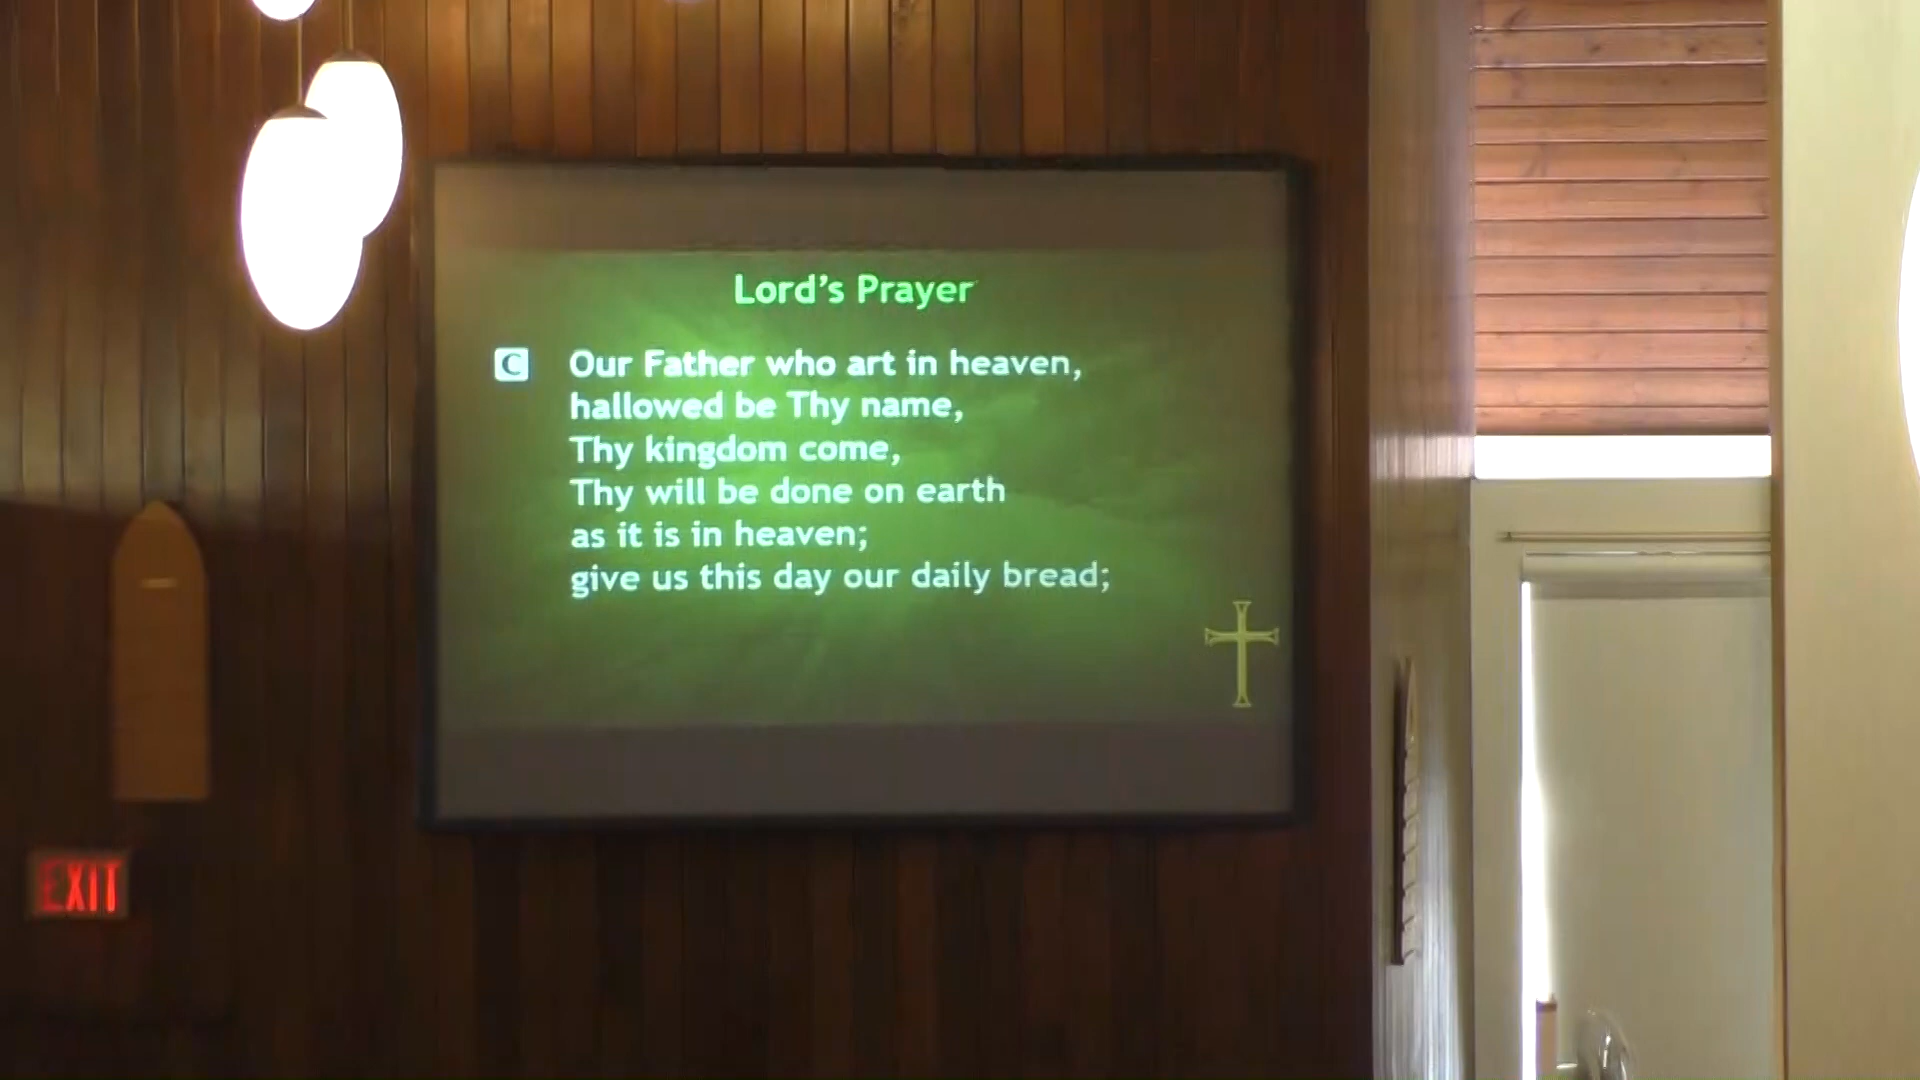 Lord's Prayer
C Our Father who art in heaven,
hallowed be Thy name,
Thy kingdom come,
Thy will be done on earth
as it is in heaven;
give us this day our daily bread;
EXIT